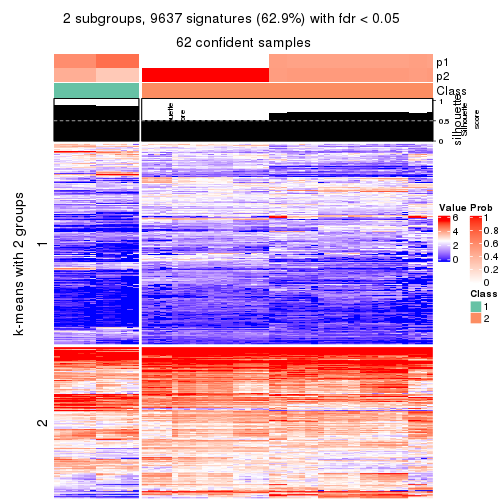 2 subgroups, 9637 signatures (62.9%) with fdr < 0.05
62 confident samples
p1
p2
Class
1
0.5
0
silhouette
Silhouette
score
k-means with 2 groups
1
2
Value
6
4
2
0
Prob
1
0.8
0.6
0.4
0.2
0
Class
1
2